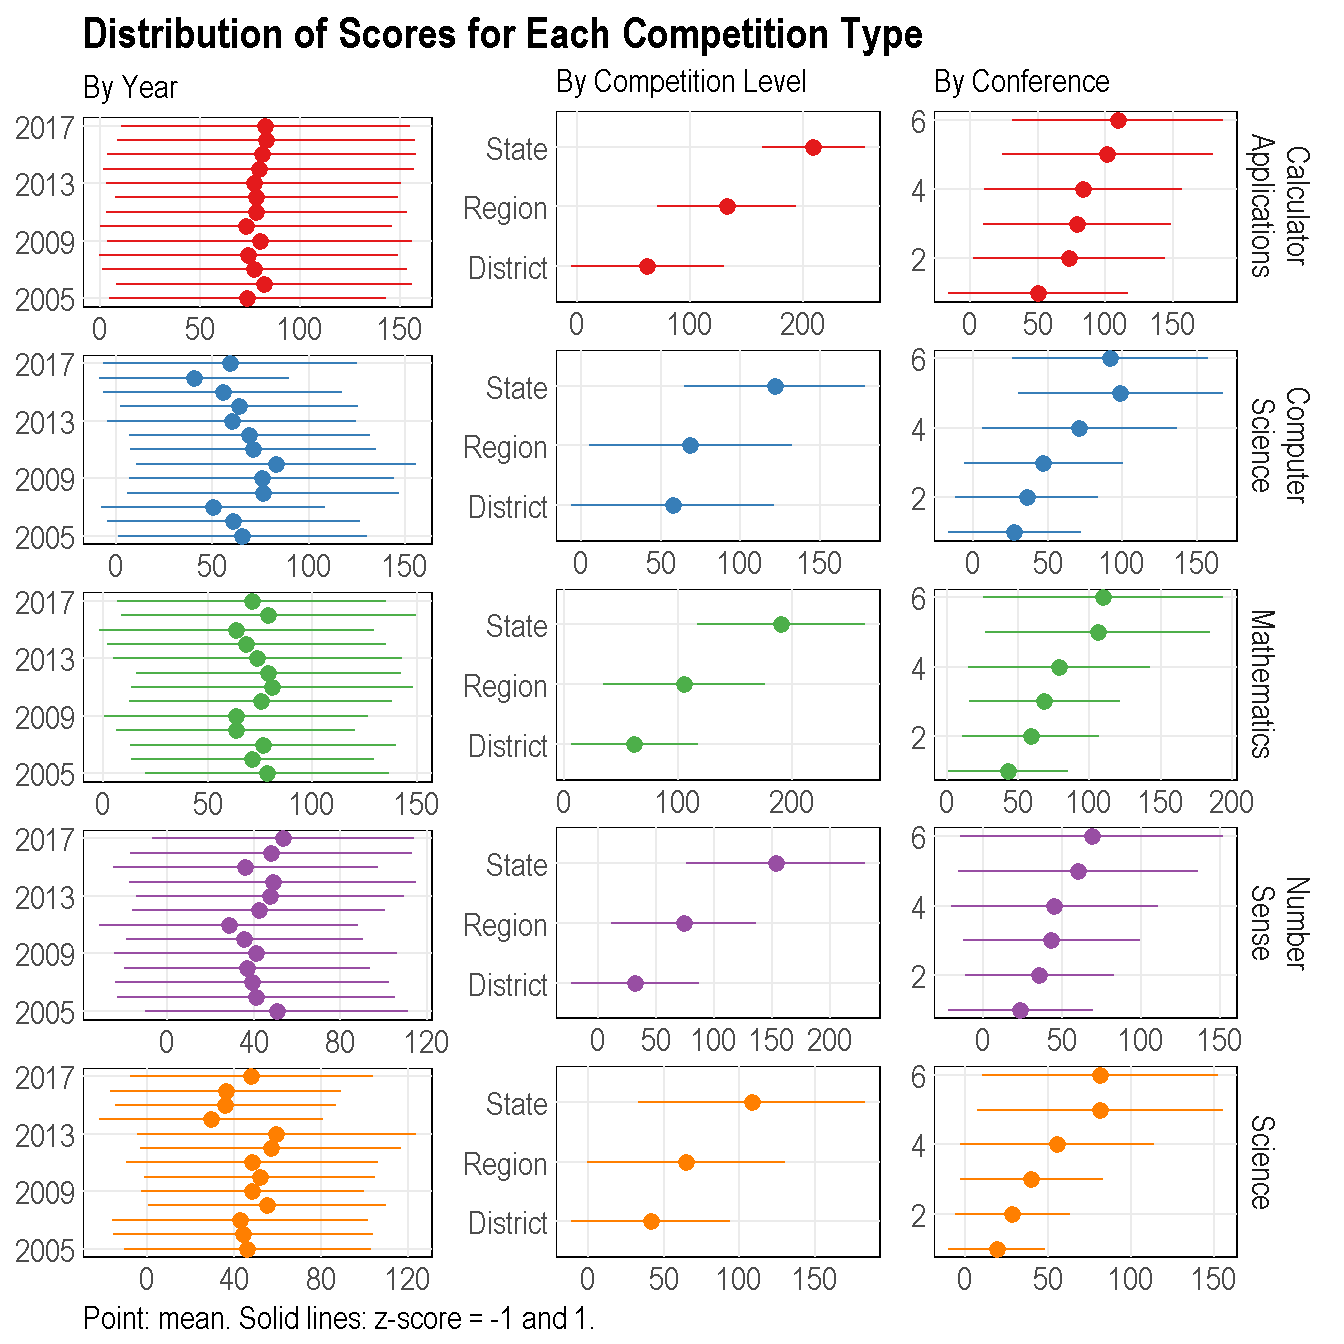 Distribution of Scores for Each Competition Type
By Year
By Competition Level
By Conference
2017
2013
2009
2005
0 50 100 150
State
Region
District
0 100 200
6
4
2
0 50 100 150
Calculator
Applications
2017
2013
2009
2005
0 50 100 150
State
Region
District
0 50 100 150
6
4
2
0 50 100 150
Computer
Science
2017
2013
2009
2005
0 50 100 150
State
Region
District
0 100 200
6
4
2
0 50 100 150 200
Mathematics
2017
2013
2009
2005
0 40 80 120
State
Region
District
0 50 100 150 200
6
4
2
0 50 100 150
Number
Sense
2017
2013
2009
2005
0 40 80 120
State
Region
District
0 50 100 150
6
4
2
0 50 100 150
Science
Point: mean. Solid lines: z-score = -1 and 1.